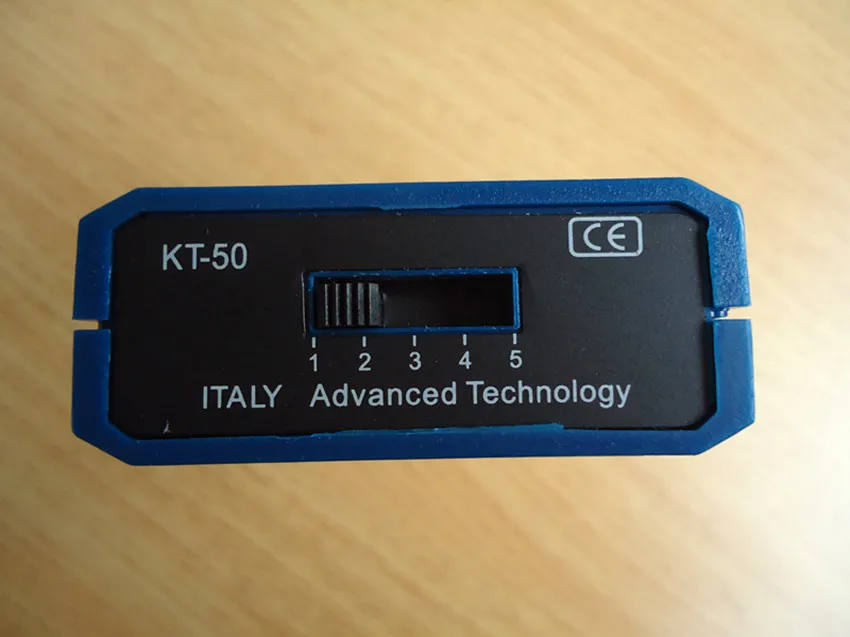 CE
KT-50
1 2 3 4 5
ITALY Advanced Technology